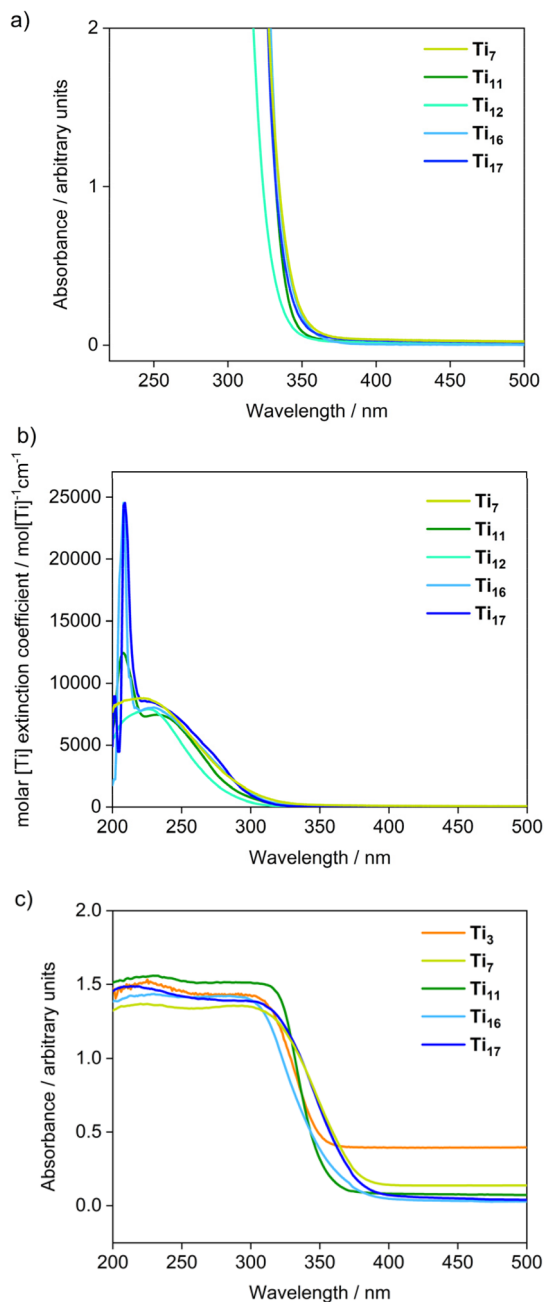 a)
2
1
0
Absorbance / arbitrary units
Ti7
Ti11
Ti12
Ti16
Ti17
250 300 350 400 450 500
Wavelength / nm
b)
25000
20000
15000
10000
5000
0
molar [Ti] extinction coefficient / mol[Ti]⁻¹cm⁻¹
Ti7
Ti11
Ti12
Ti16
Ti17
200 250 300 350 400 450 500
Wavelength / nm
c)
2.0
1.5
1.0
0.5
0.0
Absorbance / arbitrary units
Ti3
Ti7
Ti11
Ti16
Ti17
200 250 300 350 400 450 500
Wavelength / nm